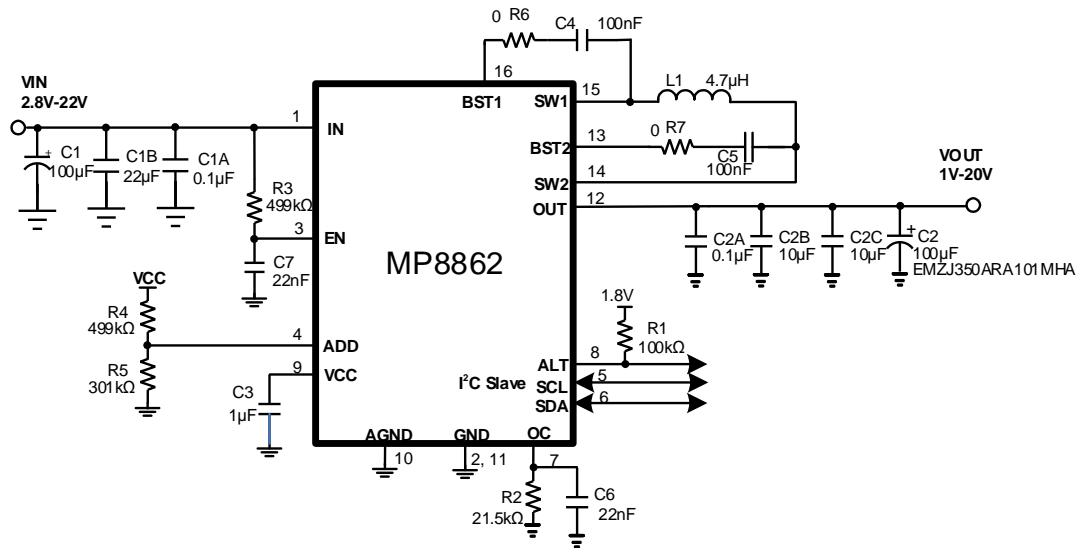 0 R6
C4
100nF
16
BST1
VIN
2.8V-22V
1
IN
C1
100µF
C1B
22µF
C1A
0.1µF
R3
499kΩ
3
EN
C7
22nF
VCC
R4
499kΩ
4
ADD
R5
301kΩ
9
VCC
C3
1µF
MP8862
15
SW1
L1
4.7µH
13
BST2
0 R7
C5
100nF
14
SW2
12
OUT
VOUT
1V-20V
C2A
0.1µF
C2B
10µF
C2C
10µF
C2
100µF
EMZJ350ARA101MHA
1.8V
R1
100kΩ
8
ALT
I²C Slave
5
SCL
6
SDA
AGND
10
GND
2, 11
OC
7
R2
21.5kΩ
C6
22nF